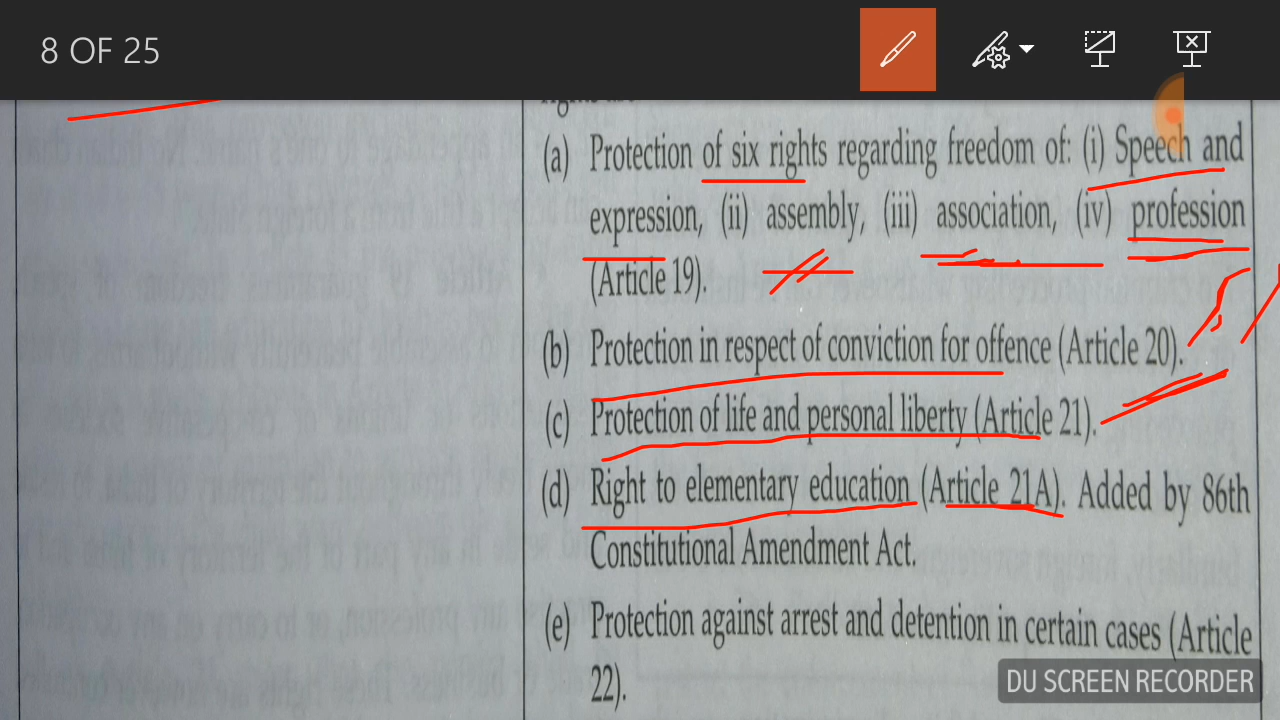 8 OF 25
(a) Protection of six rights regarding freedom of: (i) Speech and
expression, (ii) assembly, (iii) association, (iv) profession
(Article 19).
(b) Protection in respect of conviction for offence (Article 20).
(c) Protection of life and personal liberty (Article 21).
(d) Right to elementary education (Article 21A). Added by 86th
Constitutional Amendment Act.
(e) Protection against arrest and detention in certain cases (Article
22).
DU SCREEN RECORDER